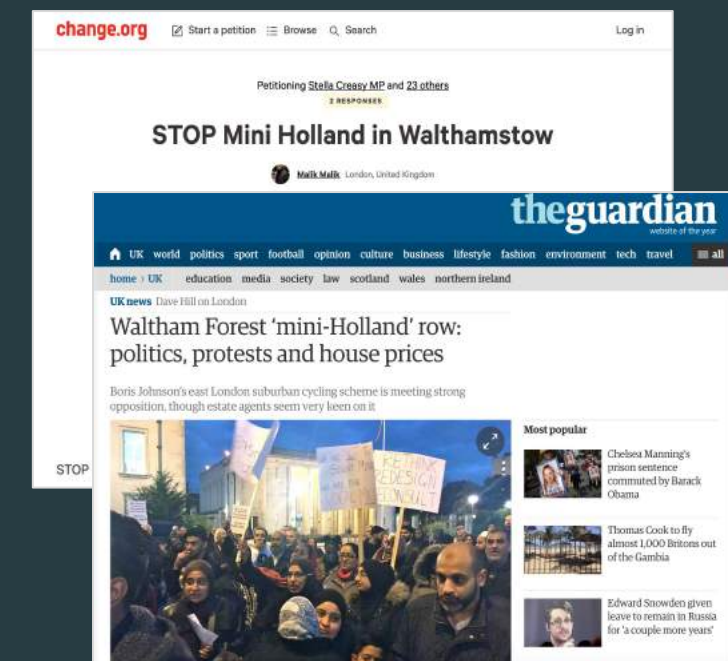 change.org
Start a petition
Browse
Search
Log in
Petitioning Stella Creasy MP and 23 others
2 RESPONSES
STOP Mini Holland in Walthamstow
Malik Malik London, United Kingdom
STOP
theguardian
website of the year
UK world politics sport football opinion culture business lifestyle fashion environment tech travel all
home › UK education media society law scotland wales northern ireland
UK news Dave Hill on London
Waltham Forest ‘mini-Holland’ row:
politics, protests and house prices
Boris Johnson's east London suburban cycling scheme is meeting strong
opposition, though estate agents seem very keen on it
RETHINK
REDESIGN
CONSULT
Most popular
Chelsea Manning's
prison sentence
commuted by Barack
Obama
Thomas Cook to fly
almost 1,000 Britons out
of the Gambia
Edward Snowden given
leave to remain in Russia
for 'a couple more years'